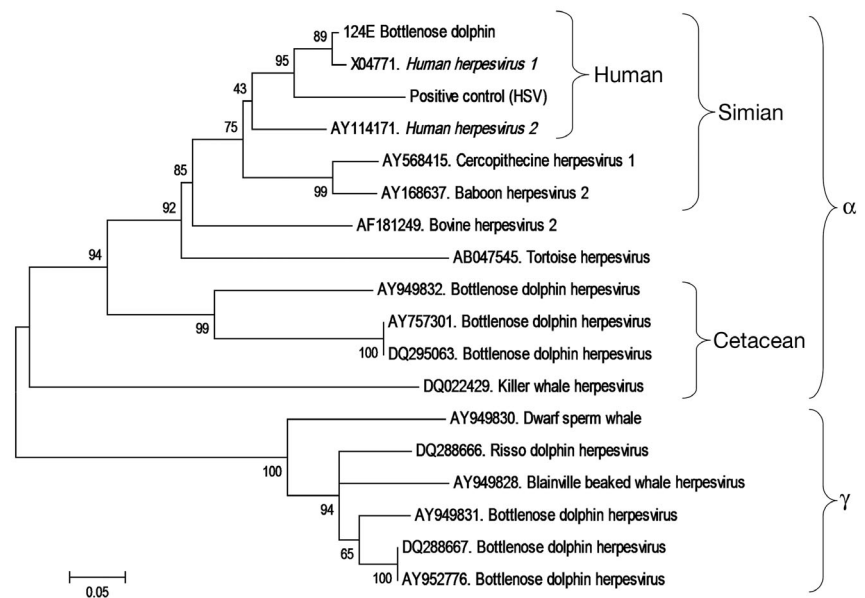 124E Bottlenose dolphin
89
X04771. Human herpesvirus 1
95
Human
43
Positive control (HSV)
AY114171. Human herpesvirus 2
Simian
75
AY568415. Cercopithecine herpesvirus 1
85
99
AY168637. Baboon herpesvirus 2
92
AF181249. Bovine herpesvirus 2
α
94
AB047545. Tortoise herpesvirus
AY949832. Bottlenose dolphin herpesvirus
99
AY757301. Bottlenose dolphin herpesvirus
Cetacean
100
DQ295063. Bottlenose dolphin herpesvirus
DQ022429. Killer whale herpesvirus
AY949830. Dwarf sperm whale
100
DQ288666. Risso dolphin herpesvirus
AY949828. Blainville beaked whale herpesvirus
γ
94
AY949831. Bottlenose dolphin herpesvirus
65
DQ288667. Bottlenose dolphin herpesvirus
100
AY952776. Bottlenose dolphin herpesvirus
0.05